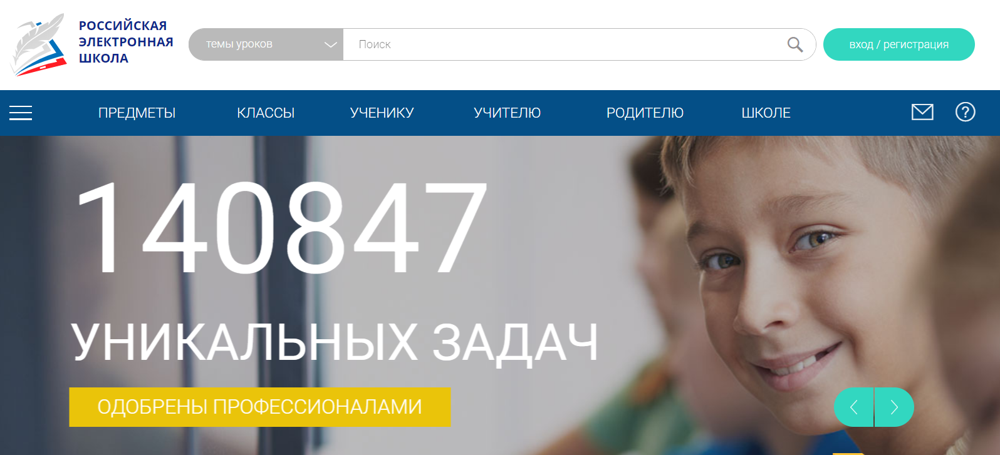 РОССИЙСКАЯ
ЭЛЕКТРОННАЯ
ШКОЛА
темы уроков
Поиск
вход / регистрация
ПРЕДМЕТЫ
КЛАССЫ
УЧЕНИКУ
УЧИТЕЛЮ
РОДИТЕЛЮ
ШКОЛЕ
?
140847
УНИКАЛЬНЫХ ЗАДАЧ
ОДОБРЕНЫ ПРОФЕССИОНАЛАМИ